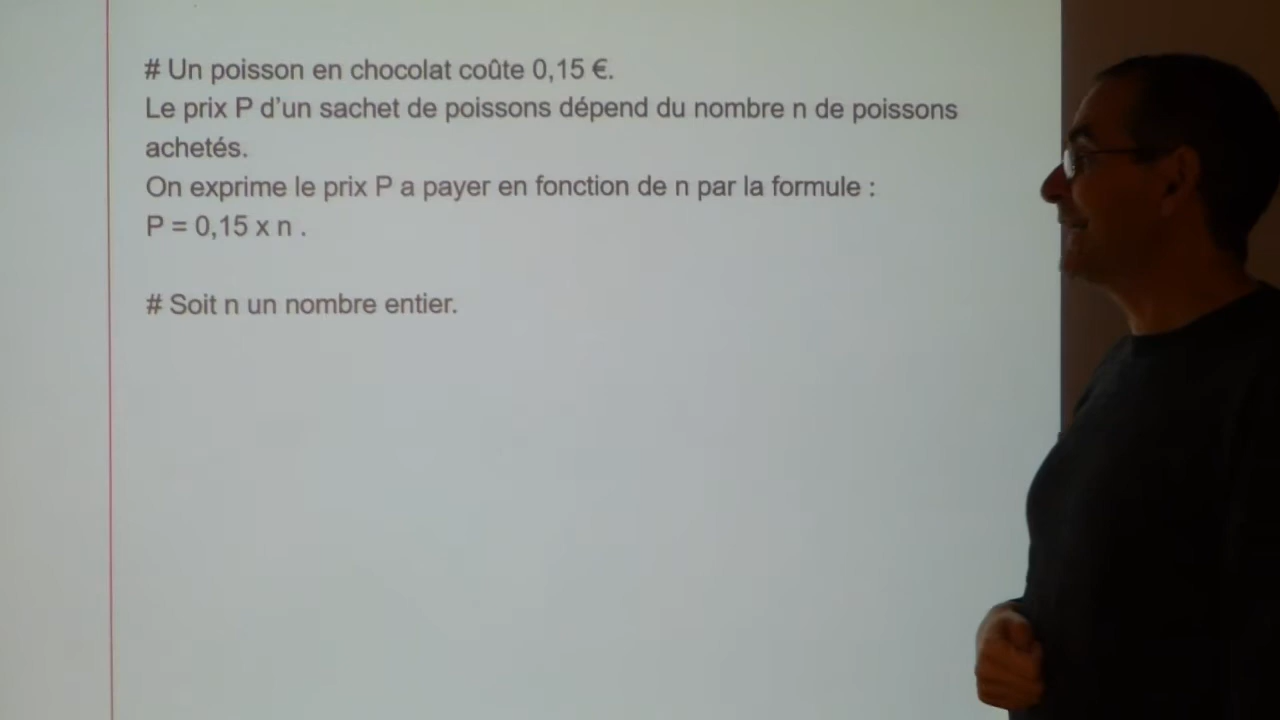 # Un poisson en chocolat coûte 0,15 €.
Le prix P d'un sachet de poissons dépend du nombre n de poissons
achetés.
On exprime le prix P a payer en fonction de n par la formule :
P = 0,15 x n .
# Soit n un nombre entier.